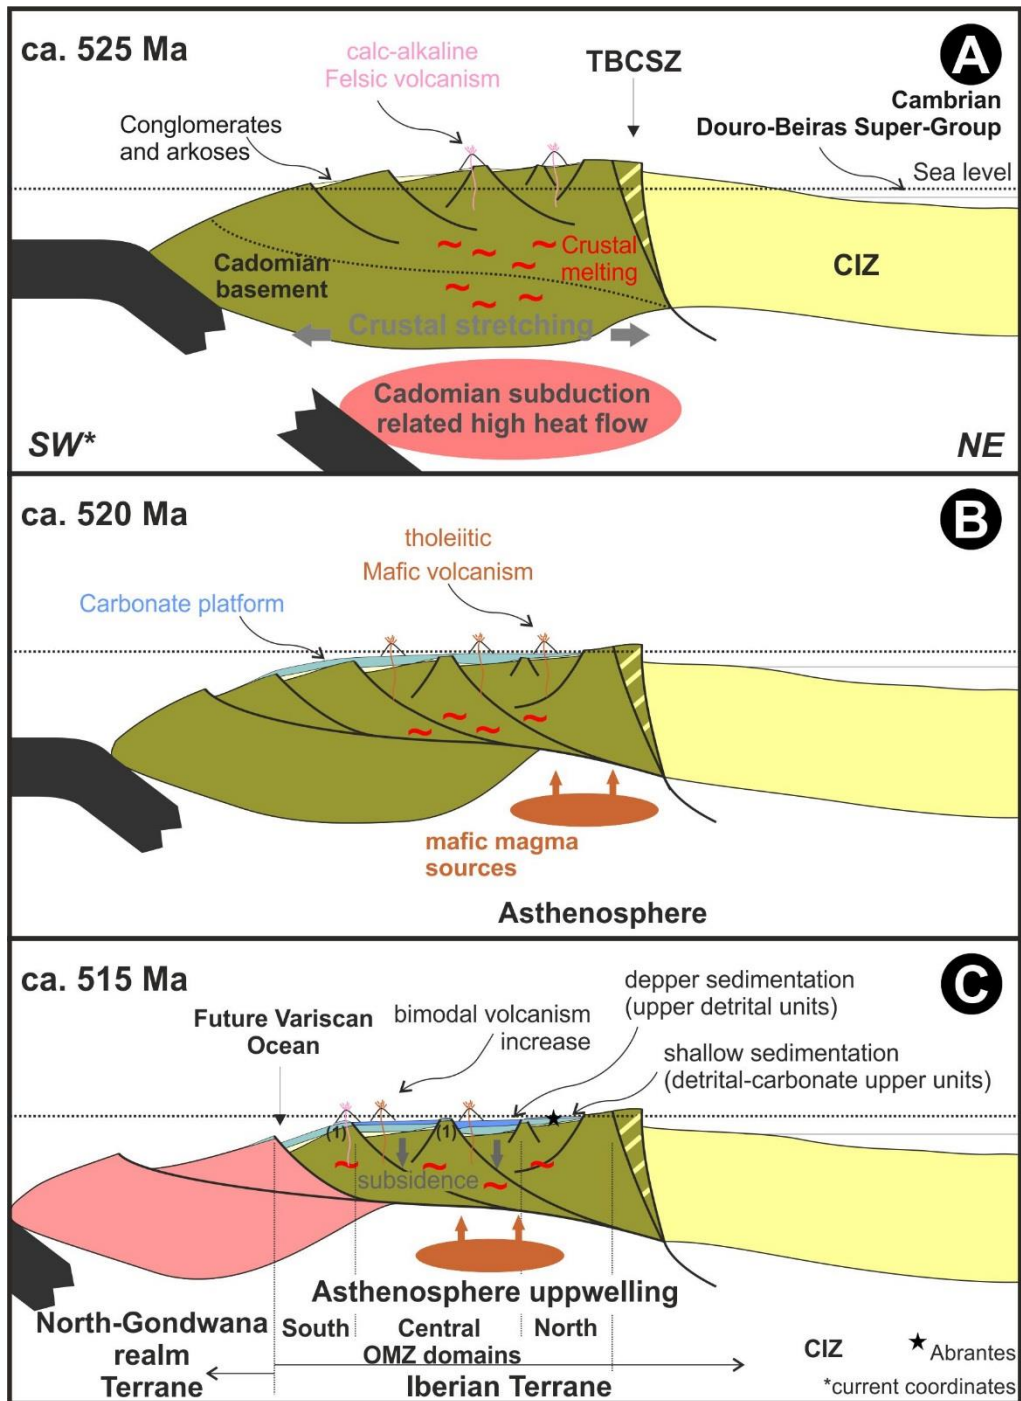 ca. 525 Ma
A
calc-alkaline
Felsic volcanism
TBCSZ
Cambrian
Douro-Beiras Super-Group
Conglomerates
and arkoses
Sea level
Cadomian
basement
Crustal
melting
CIZ
Crustal stretching
Cadomian subduction
related high heat flow
SW*
NE
ca. 520 Ma
B
tholeiitic
Mafic volcanism
Carbonate platform
mafic magma
sources
Asthenosphere
ca. 515 Ma
C
Future Variscan
Ocean
bimodal volcanism
increase
depper sedimentation
(upper detrital units)
shallow sedimentation
(detrital-carbonate upper units)
(1)
(1)
subsidence
Asthenosphere uppwelling
North-Gondwana
realm
Terrane
South
Central
North
OMZ domains
Iberian Terrane
CIZ
Abrantes
*current coordinates